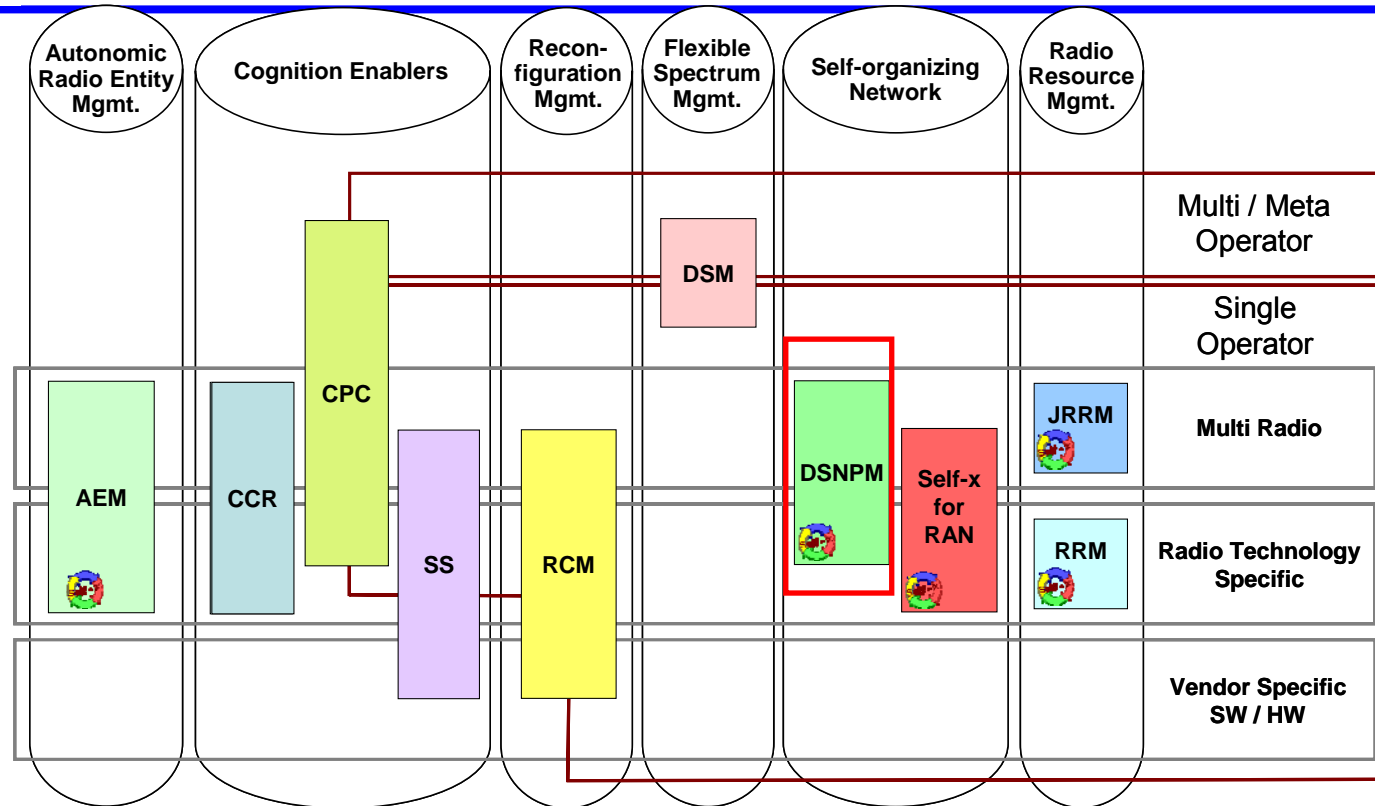 Autonomic
Radio Entity
Mgmt.
Cognition Enablers
Recon-
figuration
Mgmt.
Flexible
Spectrum
Mgmt.
Self-organizing
Network
Radio
Resource
Mgmt.
Multi / Meta
Operator
DSM
Single
Operator
CPC
JRRM
Multi Radio
DSNPM
Self-x
for
RAN
AEM
CCR
SS
RCM
RRM
Radio Technology
Specific
Vendor Specific
SW / HW